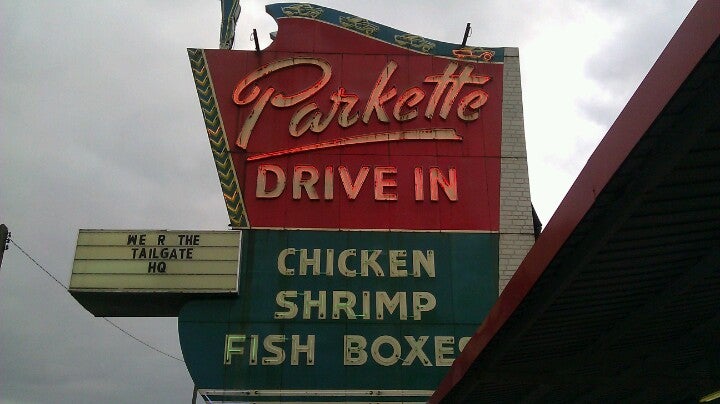 Parkette
DRIVE IN
WE R THE
TAILGATE
HQ
CHICKEN
SHRIMP
FISH BOXES